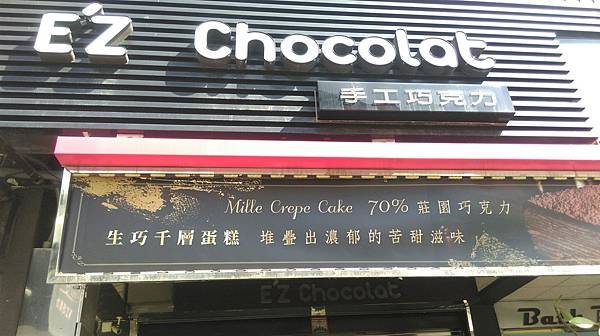 E'Z Chocolat
手工巧克力
Mille Crepe Cake 70% 莊園巧克力
生巧千層蛋糕 堆疊出濃郁的苦甜滋味
E'Z Chocolat